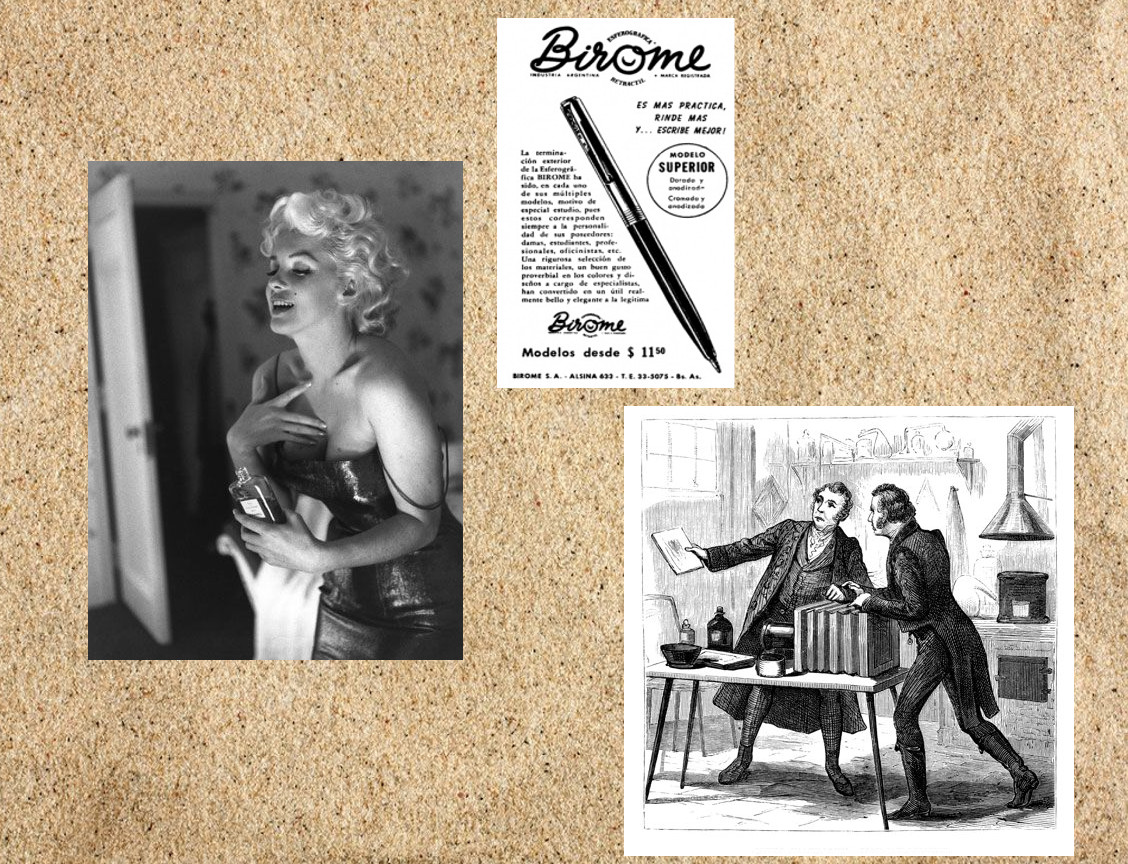 Birome
ESFEROGRAFICA
INDUSTRIA ARGENTINA
MARCA REGISTRADA
RETRACTIL
ES MAS PRACTICA,
RINDE MAS
Y... ESCRIBE MEJOR!
MODELO
SUPERIOR
Dorado y
anodizado
Cromado y
anodizado
La termina-
ción exterior
de la Esferográ-
fica BIROME ha
sido, en cada uno
de sus múltiples
modelos, motivo de
especial estudio, pues
estos corresponden
siempre a la personali-
dad de sus poseedores:
damas, estudiantes, profe-
sionales, oficinistas, etc.
Una rigurosa selección de
los materiales, un buen gusto
proverbial en los colores y di-
seños a cargo de especialistas,
han convertido en un útil real-
mente bello y elegante a la legítima
Birome
Modelos desde $ 11⁵⁰
BIROME S. A. - ALSINA 633 - T. E. 33-5075 - Bs. As.